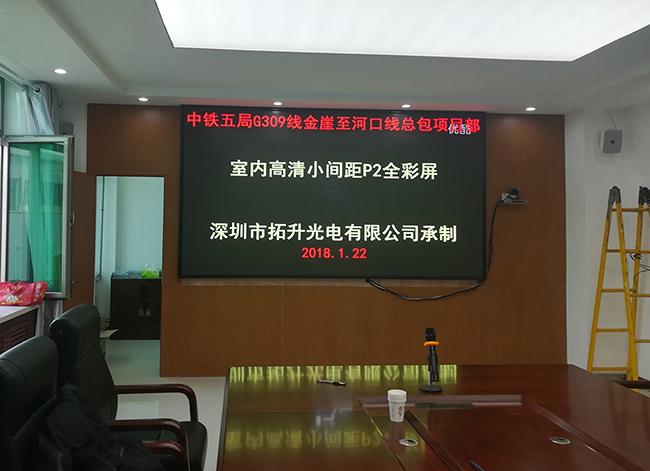 中铁五局G309线金崖至河口线总包项目部
优酷
室内高清小间距P2全彩屏
深圳市拓升光电有限公司承制
2018.1.22